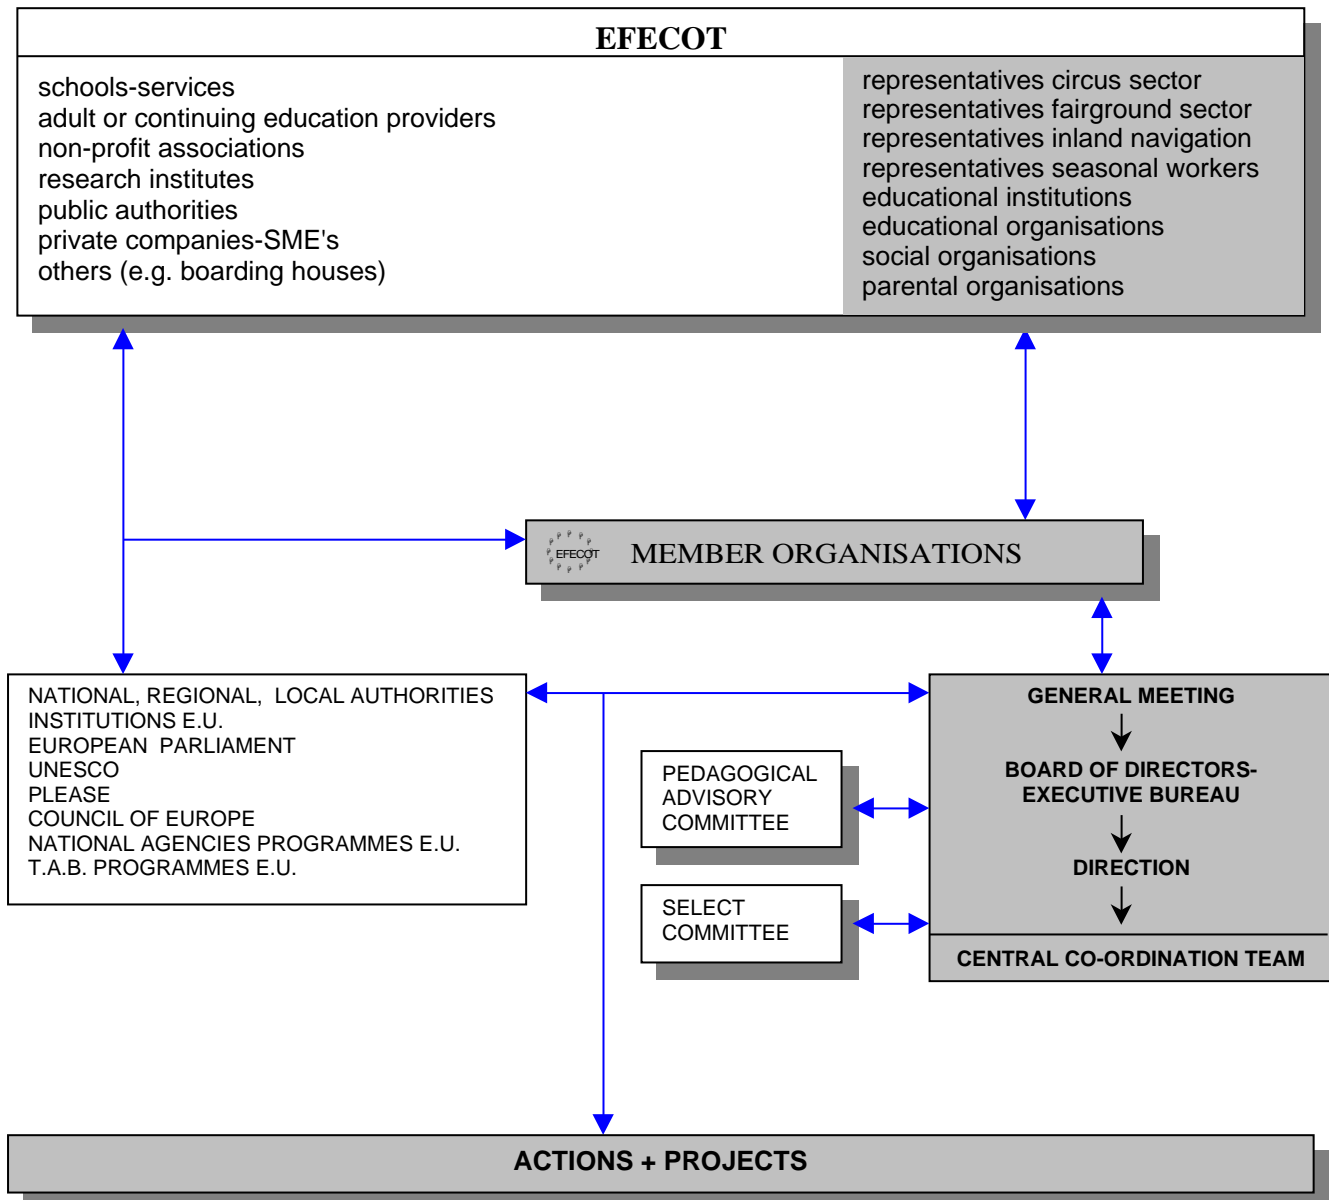 EFECOT
schools-services
adult or continuing education providers
non-profit associations
research institutes
public authorities
private companies-SME's
others (e.g. boarding houses)
representatives circus sector
representatives fairground sector
representatives inland navigation
representatives seasonal workers
educational institutions
educational organisations
social organisations
parental organisations
EFECOT
MEMBER ORGANISATIONS
NATIONAL, REGIONAL, LOCAL AUTHORITIES
INSTITUTIONS E.U.
EUROPEAN PARLIAMENT
UNESCO
PLEASE
COUNCIL OF EUROPE
NATIONAL AGENCIES PROGRAMMES E.U.
T.A.B. PROGRAMMES E.U.
PEDAGOGICAL
ADVISORY
COMMITTEE
SELECT
COMMITTEE
GENERAL MEETING
BOARD OF DIRECTORS-
EXECUTIVE BUREAU
DIRECTION
CENTRAL CO-ORDINATION TEAM
ACTIONS + PROJECTS